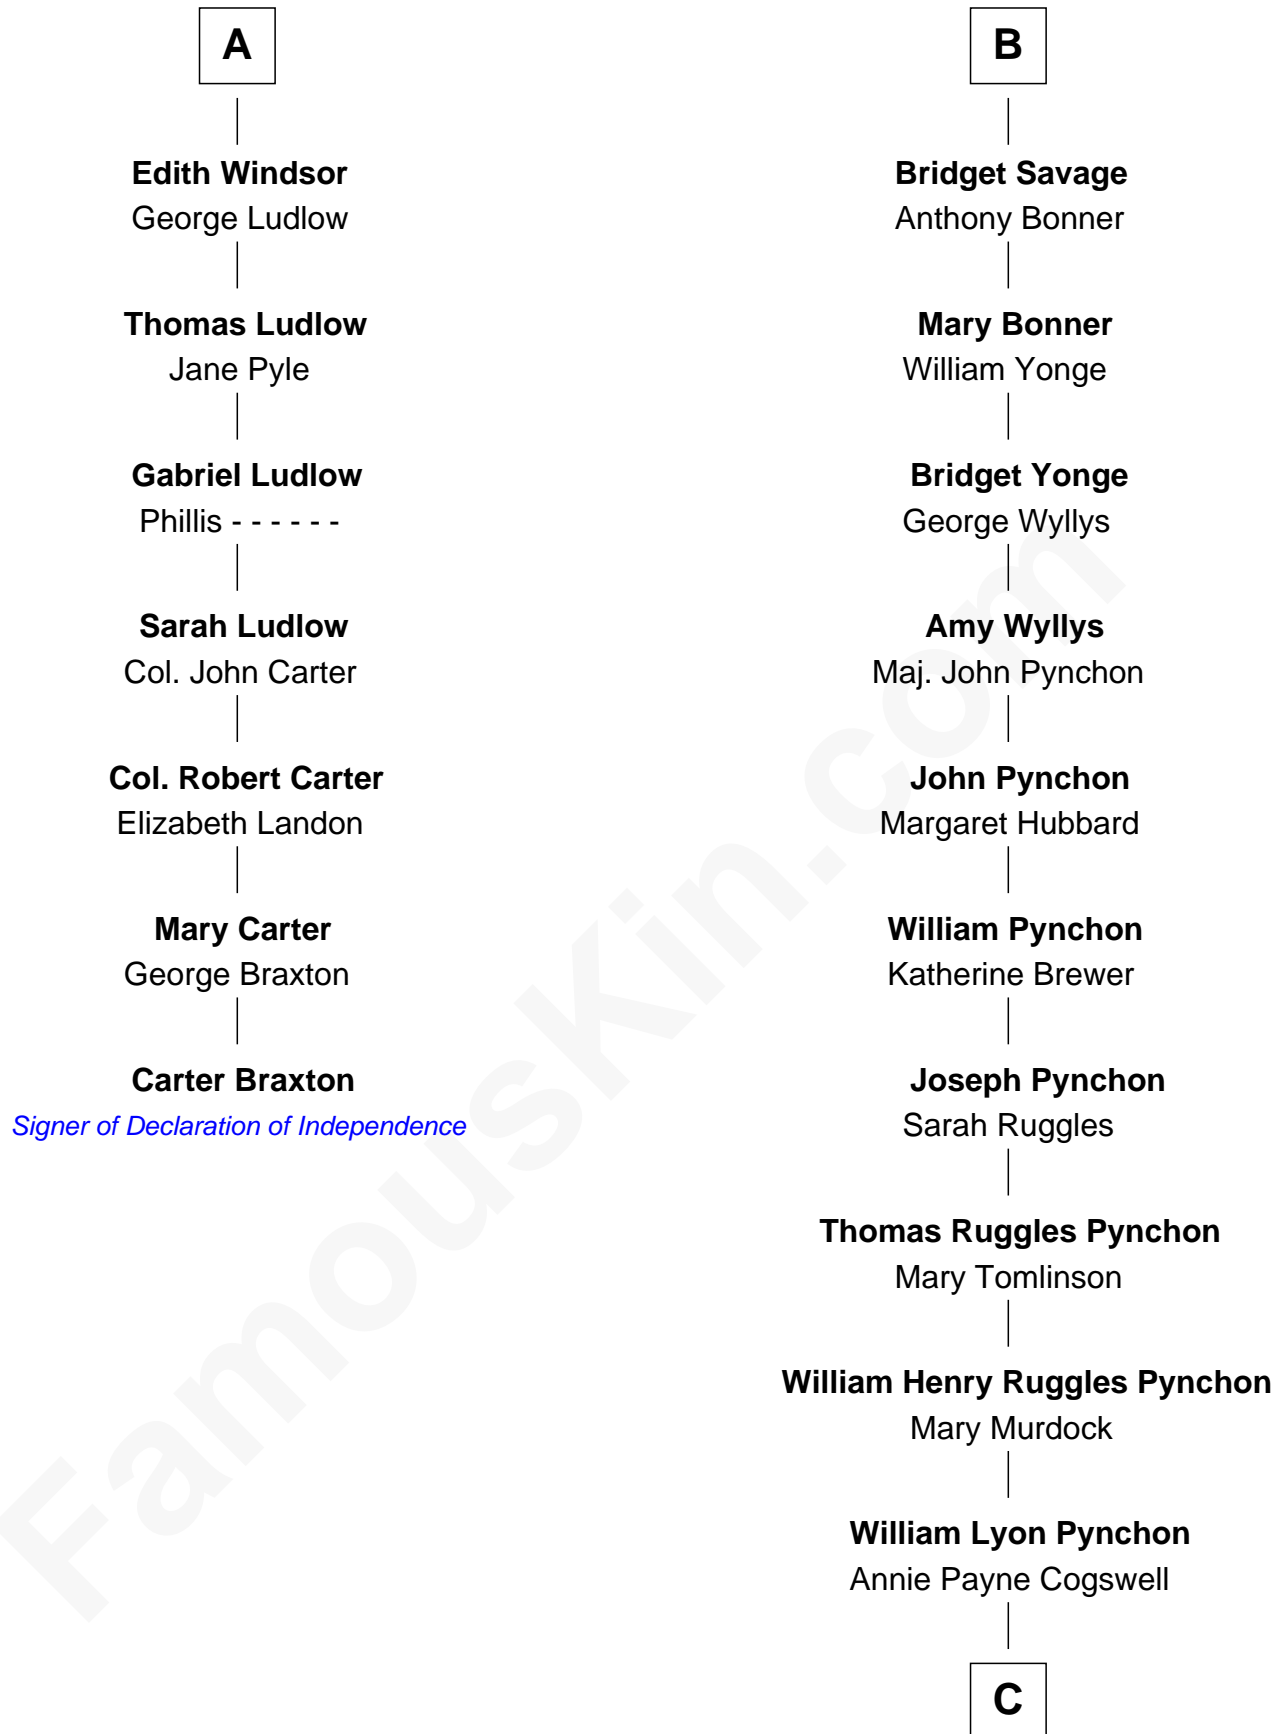 A
Edith Windsor
George Ludlow
Thomas Ludlow
Jane Pyle
Gabriel Ludlow
Phillis - - - - - -
Sarah Ludlow
Col. John Carter
Col. Robert Carter
Elizabeth Landon
Mary Carter
George Braxton
Carter Braxton
Signer of Declaration of Independence
B
Bridget Savage
Anthony Bonner
Mary Bonner
William Yonge
Bridget Yonge
George Wyllys
Amy Wyllys
Maj. John Pynchon
John Pynchon
Margaret Hubbard
William Pynchon
Katherine Brewer
Joseph Pynchon
Sarah Ruggles
Thomas Ruggles Pynchon
Mary Tomlinson
William Henry Ruggles Pynchon
Mary Murdock
William Lyon Pynchon
Annie Payne Cogswell
C
FamousKin.com